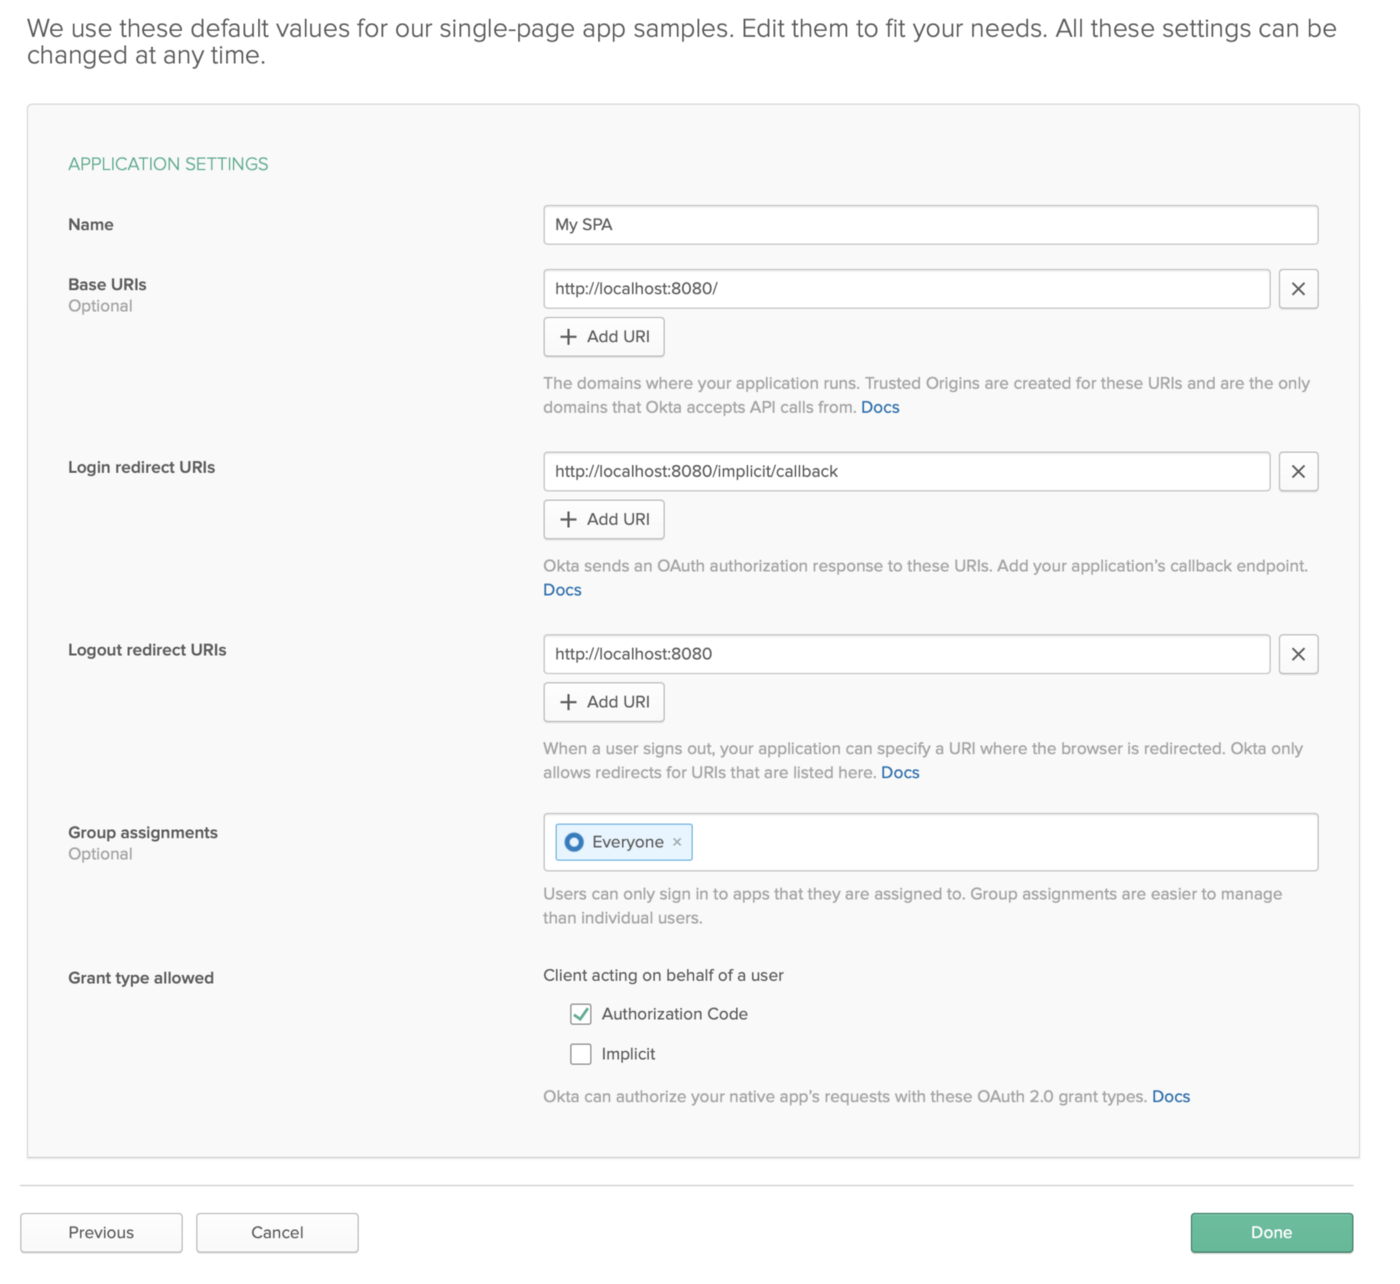 We use these default values for our single-page app samples. Edit them to fit your needs. All these settings can be
changed at any time.
APPLICATION SETTINGS
Name
My SPA
Base URIs
Optional
http://localhost:8080/
Add URI
The domains where your application runs. Trusted Origins are created for these URIs and are the only
domains that Okta accepts API calls from. Docs
Login redirect URIs
http://localhost:8080/implicit/callback
Add URI
Okta sends an OAuth authorization response to these URIs. Add your application's callback endpoint.
Docs
Logout redirect URIs
http://localhost:8080
Add URI
When a user signs out, your application can specify a URI where the browser is redirected. Okta only
allows redirects for URIs that are listed here. Docs
Group assignments
Optional
Everyone
Users can only sign in to apps that they are assigned to. Group assignments are easier to manage
than individual users.
Grant type allowed
Client acting on behalf of a user
Authorization Code
Implicit
Okta can authorize your native app's requests with these OAuth 2.0 grant types. Docs
Previous
Cancel
Done